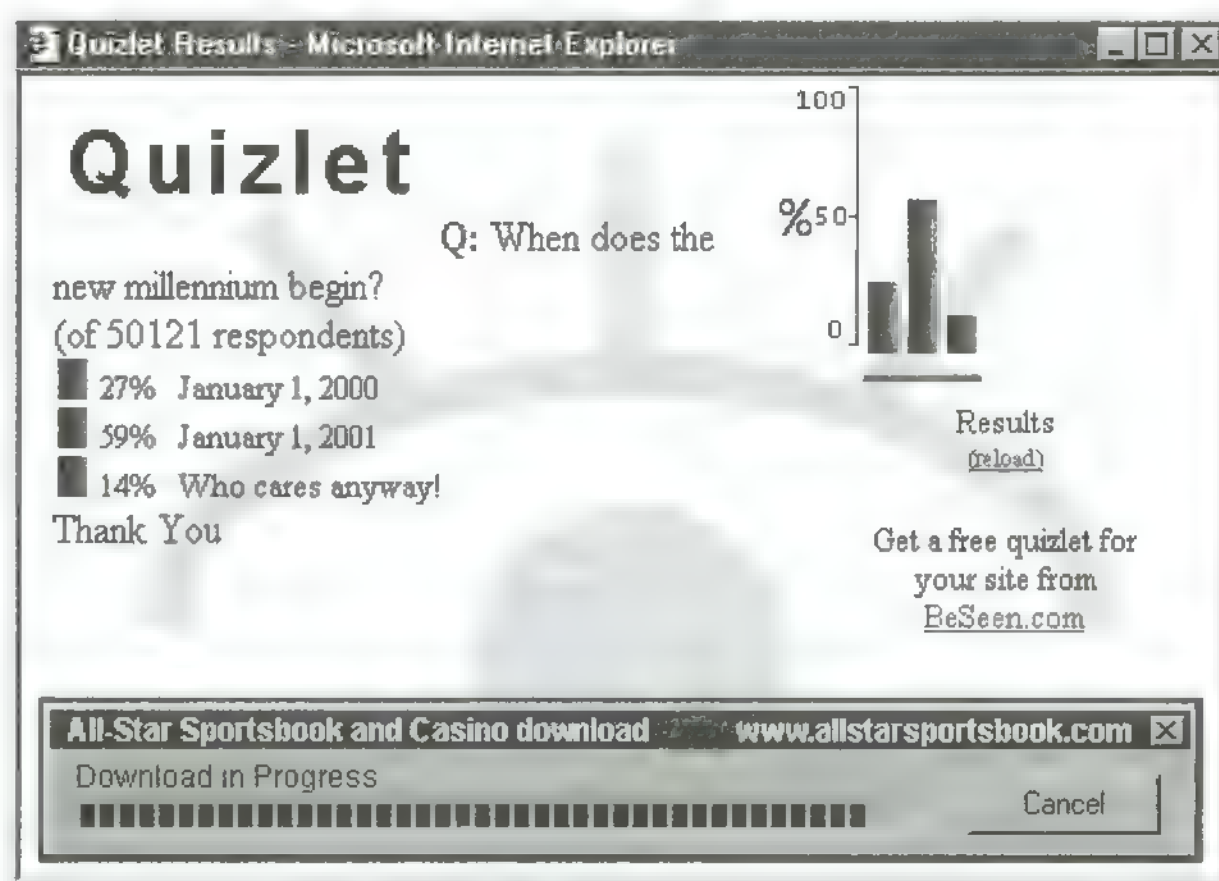 Quizlet Results - Microsoft Internet Explorer
Quizlet
Q: When does the
new millennium begin?
(of 50121 respondents)
27% January 1, 2000
59% January 1, 2001
14% Who cares anyway!
Thank You
100
%50
0
Results
(reload)
Get a free quizlet for
your site from
BeSeen.com
All-Star Sportsbook and Casino download www.allstarsportsbook.com
Download in Progress
Cancel